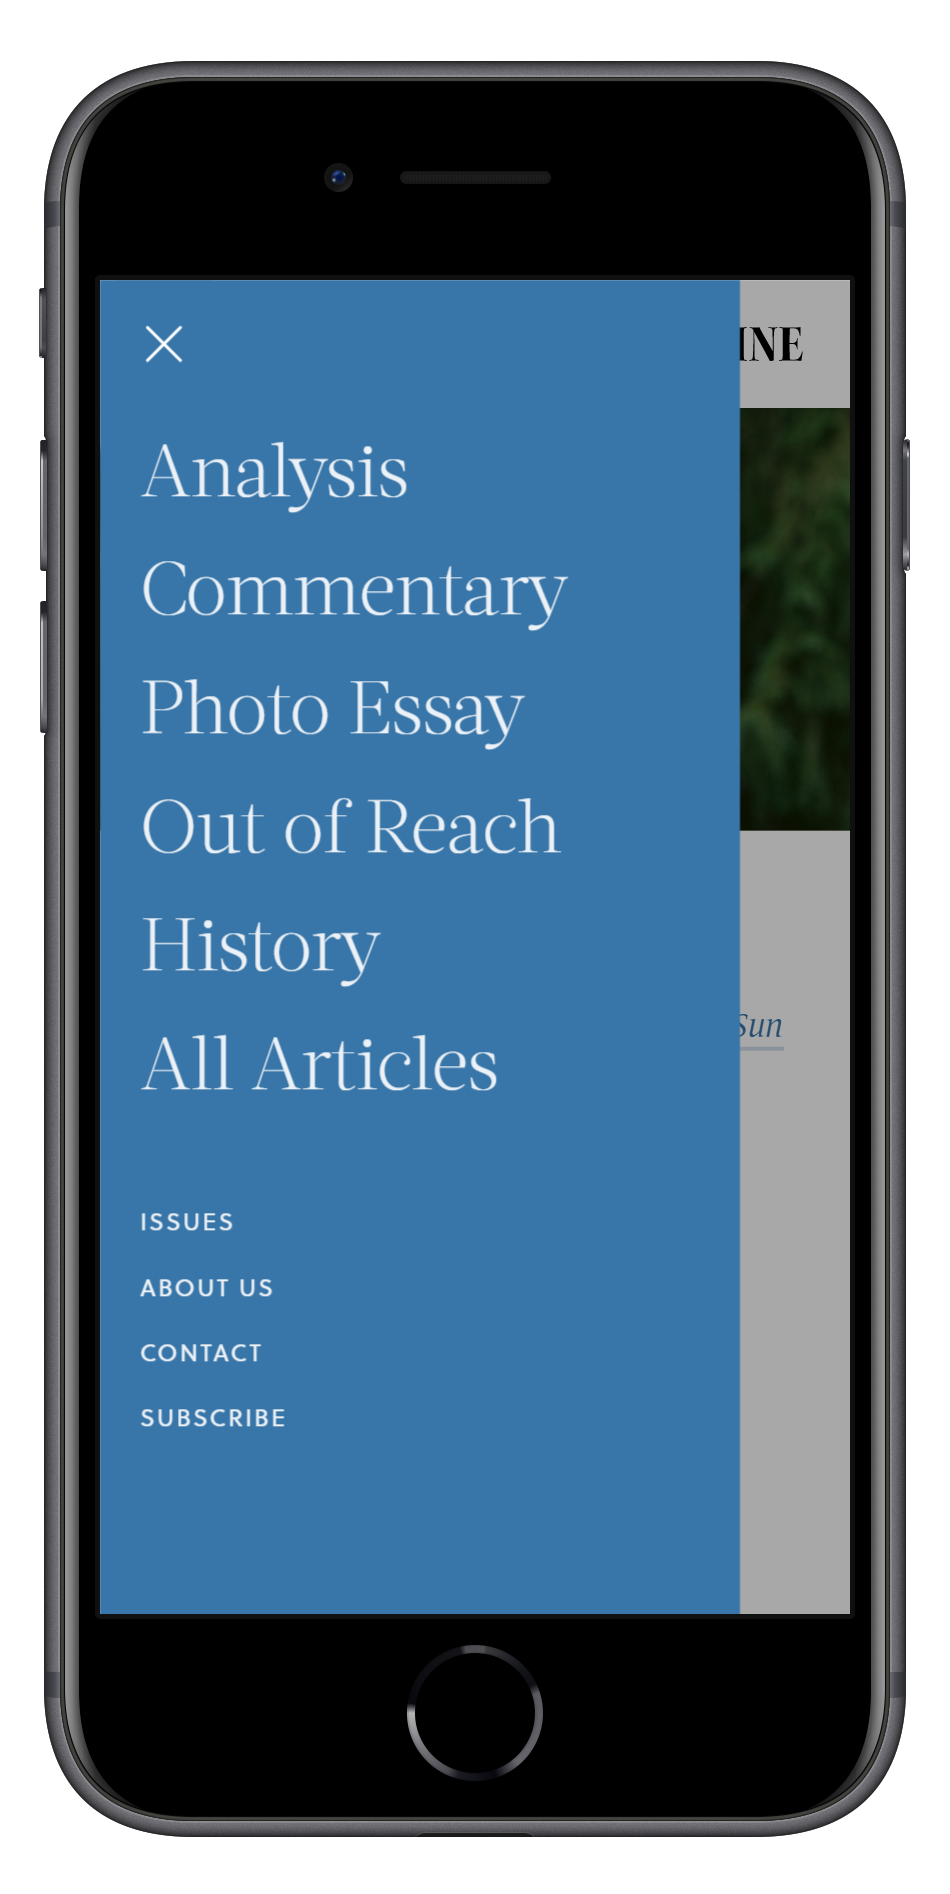 INE
Analysis
Commentary
Photo Essay
Out of Reach
History
All Articles
Sun
ISSUES
ABOUT US
CONTACT
SUBSCRIBE